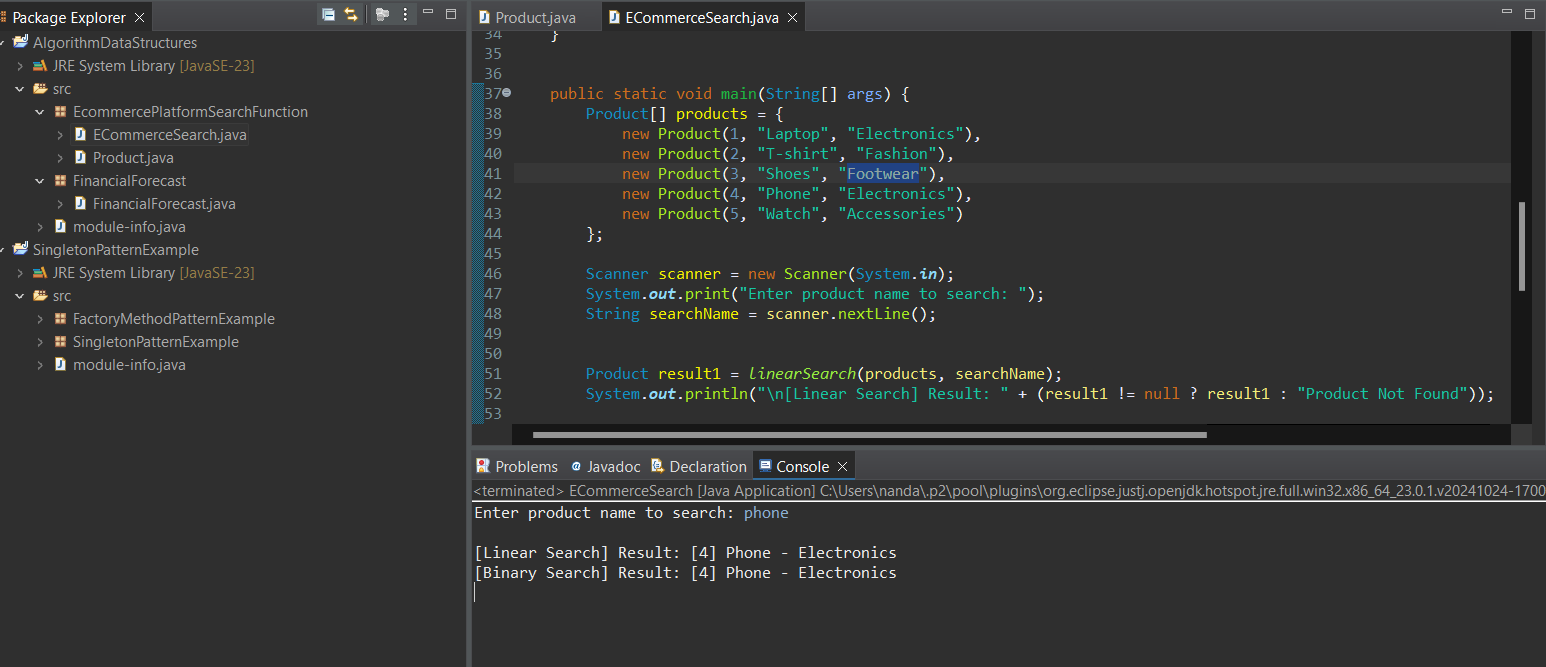 Package Explorer
AlgorithmDataStructures
JRE System Library [JavaSE-23]
src
EcommercePlatformSearchFunction
ECommerceSearch.java
Product.java
FinancialForecast
FinancialForecast.java
module-info.java
SingletonPatternExample
JRE System Library [JavaSE-23]
src
FactoryMethodPatternExample
SingletonPatternExample
module-info.java
Product.java ECommerceSearch.java
34 }
35
36
37 public static void main(String[] args) {
38 Product[] products = {
39 new Product(1, "Laptop", "Electronics"),
40 new Product(2, "T-shirt", "Fashion"),
41 new Product(3, "Shoes", "Footwear"),
42 new Product(4, "Phone", "Electronics"),
43 new Product(5, "Watch", "Accessories")
44 };
45
46 Scanner scanner = new Scanner(System.in);
47 System.out.print("Enter product name to search: ");
48 String searchName = scanner.nextLine();
49
50
51 Product result1 = linearSearch(products, searchName);
52 System.out.println("\n[Linear Search] Result: " + (result1 != null ? result1 : "Product Not Found"));
53
Problems @ Javadoc Declaration Console
<terminated> ECommerceSearch [Java Application] C:\Users\nanda\.p2\pool\plugins\org.eclipse.justj.openjdk.hotspot.jre.full.win32.x86_64_23.0.1.v20241024-1700
Enter product name to search: phone
[Linear Search] Result: [4] Phone - Electronics
[Binary Search] Result: [4] Phone - Electronics